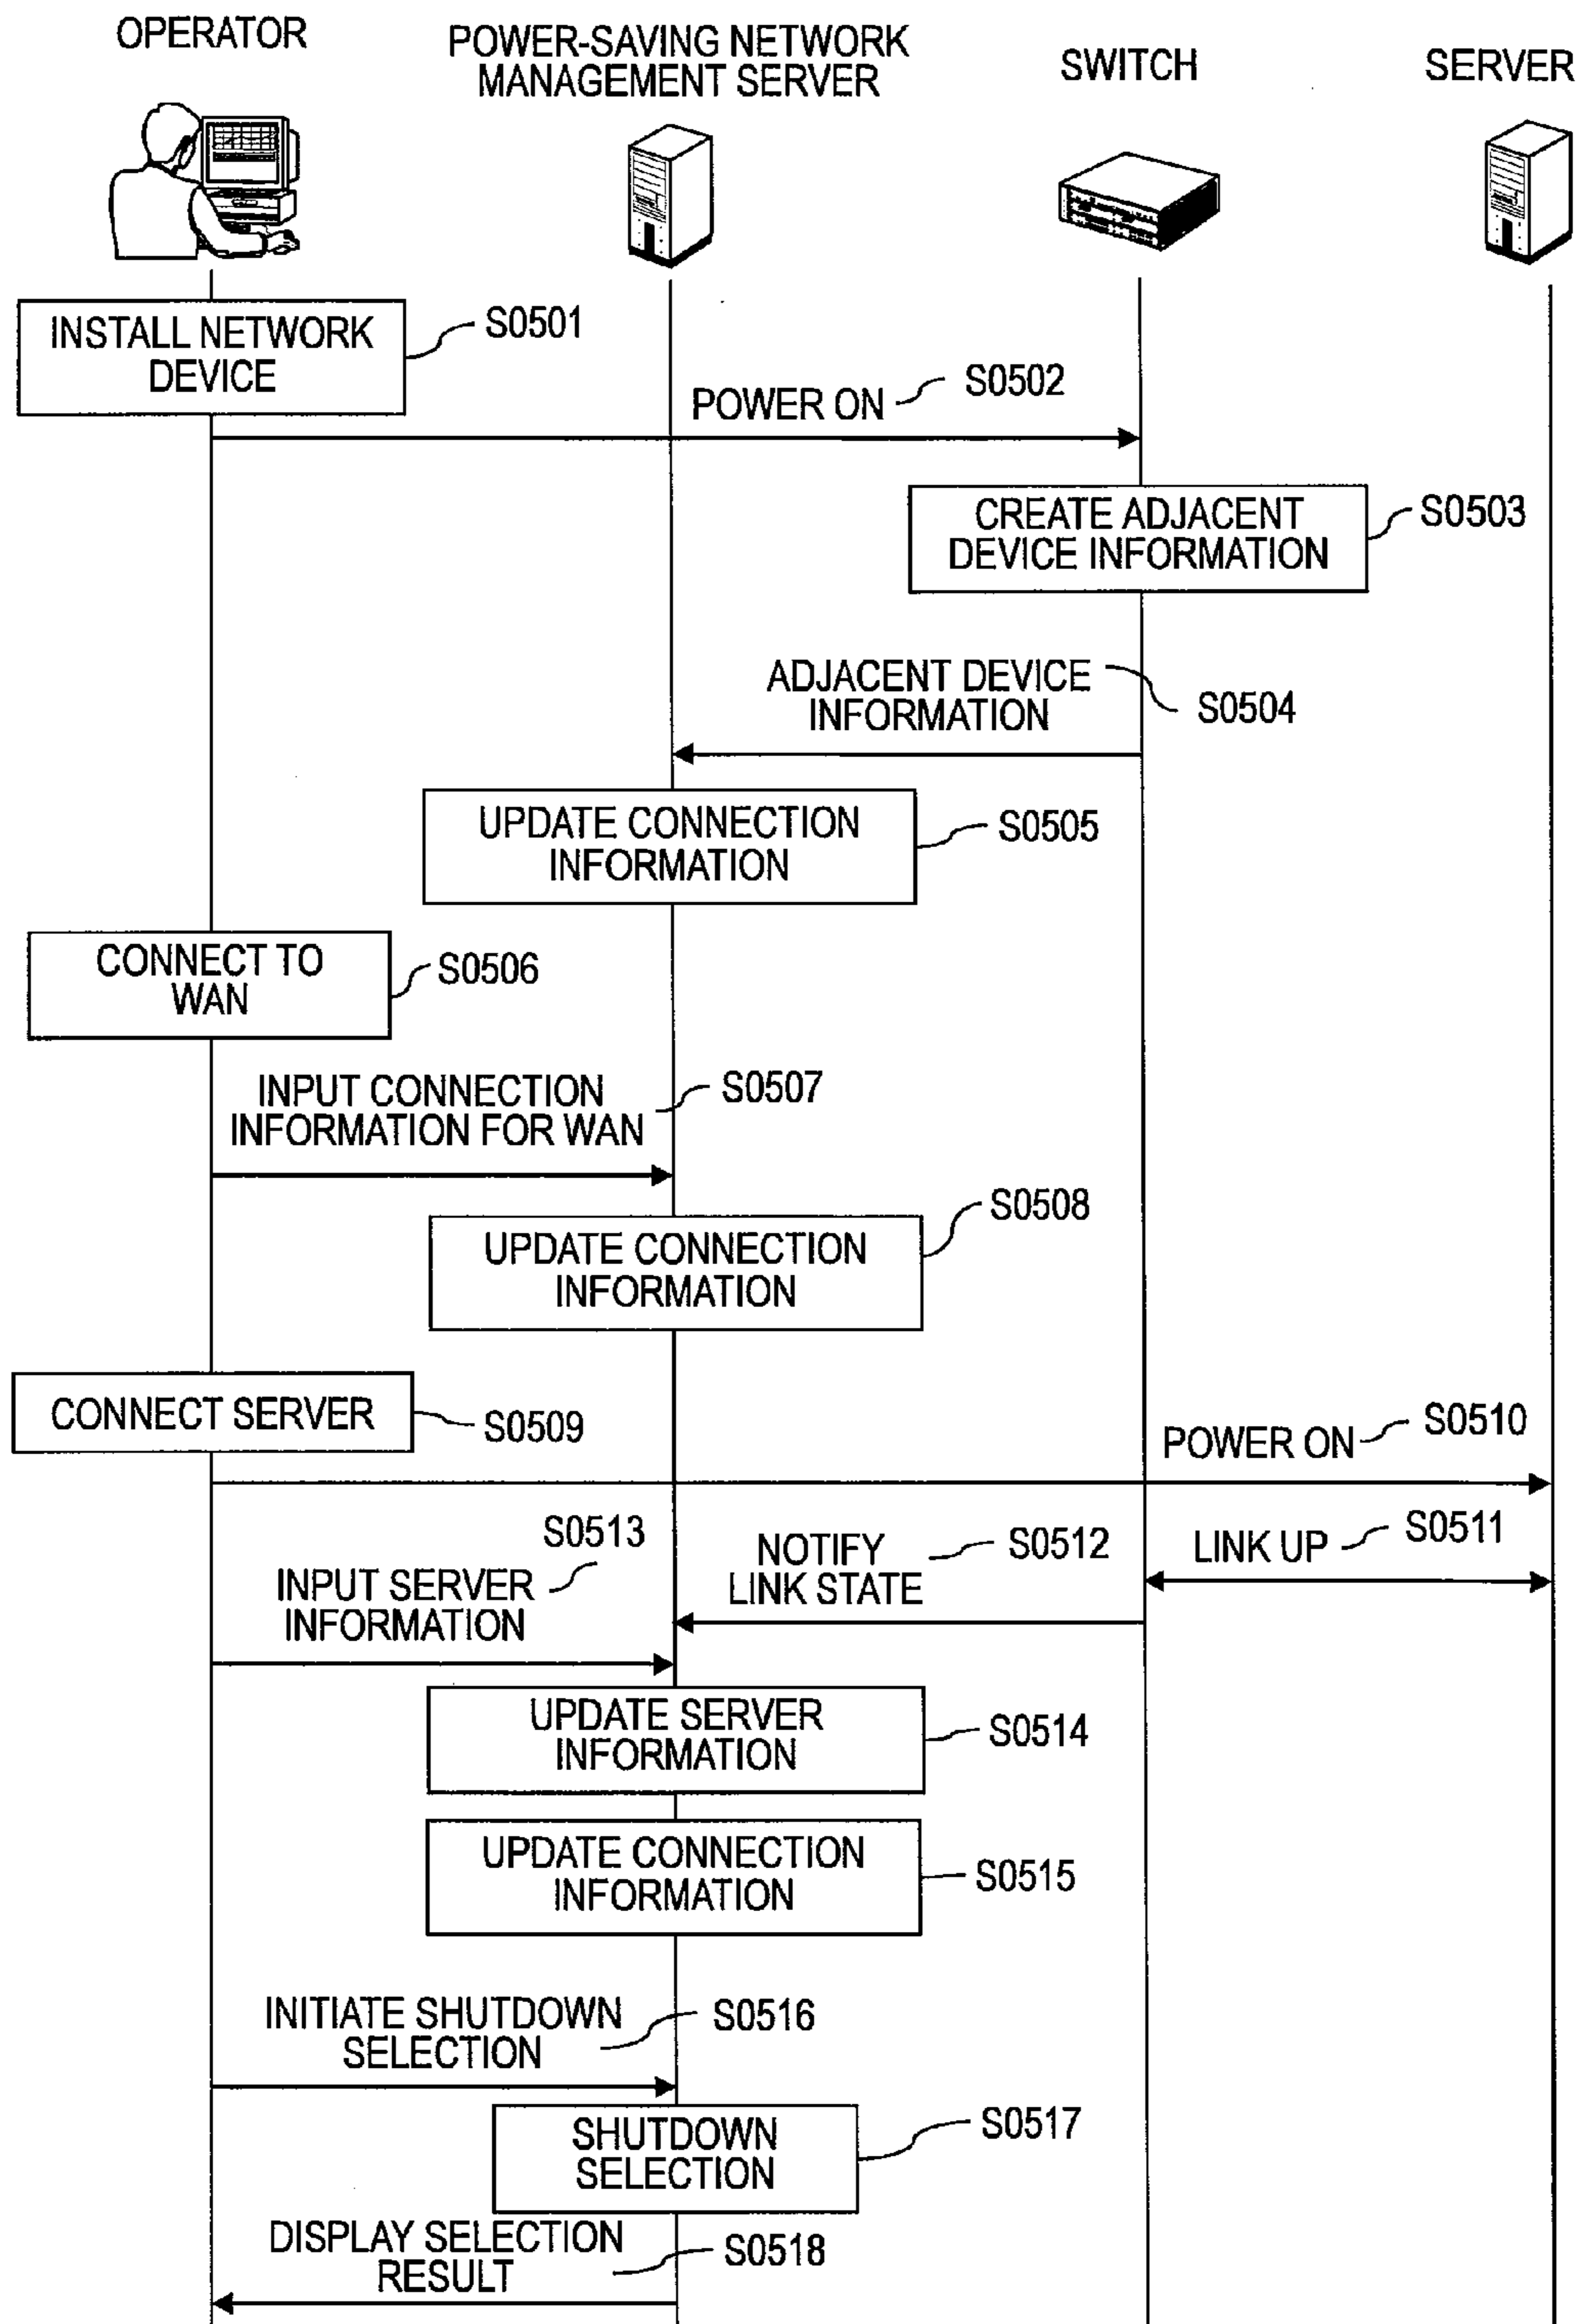 OPERATOR
POWER-SAVING NETWORK
MANAGEMENT SERVER
SWITCH
SERVER
INSTALL NETWORK
DEVICE
S0501
POWER ON
S0502
CREATE ADJACENT
DEVICE INFORMATION
S0503
ADJACENT DEVICE
INFORMATION
S0504
UPDATE CONNECTION
INFORMATION
S0505
CONNECT TO
WAN
S0506
INPUT CONNECTION
INFORMATION FOR WAN
S0507
UPDATE CONNECTION
INFORMATION
S0508
CONNECT SERVER
S0509
POWER ON
S0510
LINK UP
S0511
NOTIFY
LINK STATE
S0512
S0513
INPUT SERVER
INFORMATION
UPDATE SERVER
INFORMATION
S0514
UPDATE CONNECTION
INFORMATION
S0515
INITIATE SHUTDOWN
SELECTION
S0516
SHUTDOWN
SELECTION
S0517
DISPLAY SELECTION
RESULT
S0518